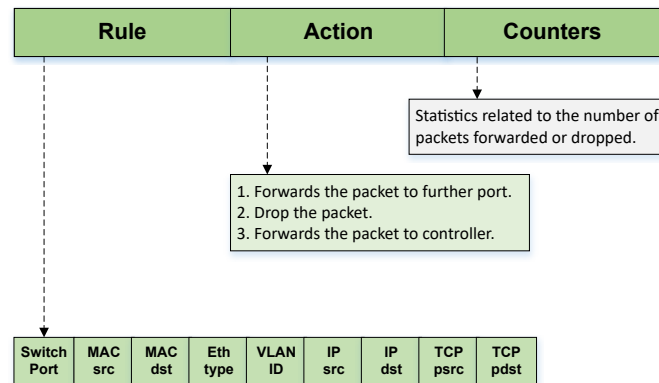 Rule Action Counters
Statistics related to the number of
packets forwarded or dropped.
1. Forwards the packet to further port.
2. Drop the packet.
3. Forwards the packet to controller.
Switch MAC MAC Eth VLAN IP IP TCP TCP
Port src dst type ID src dst psrc pdst